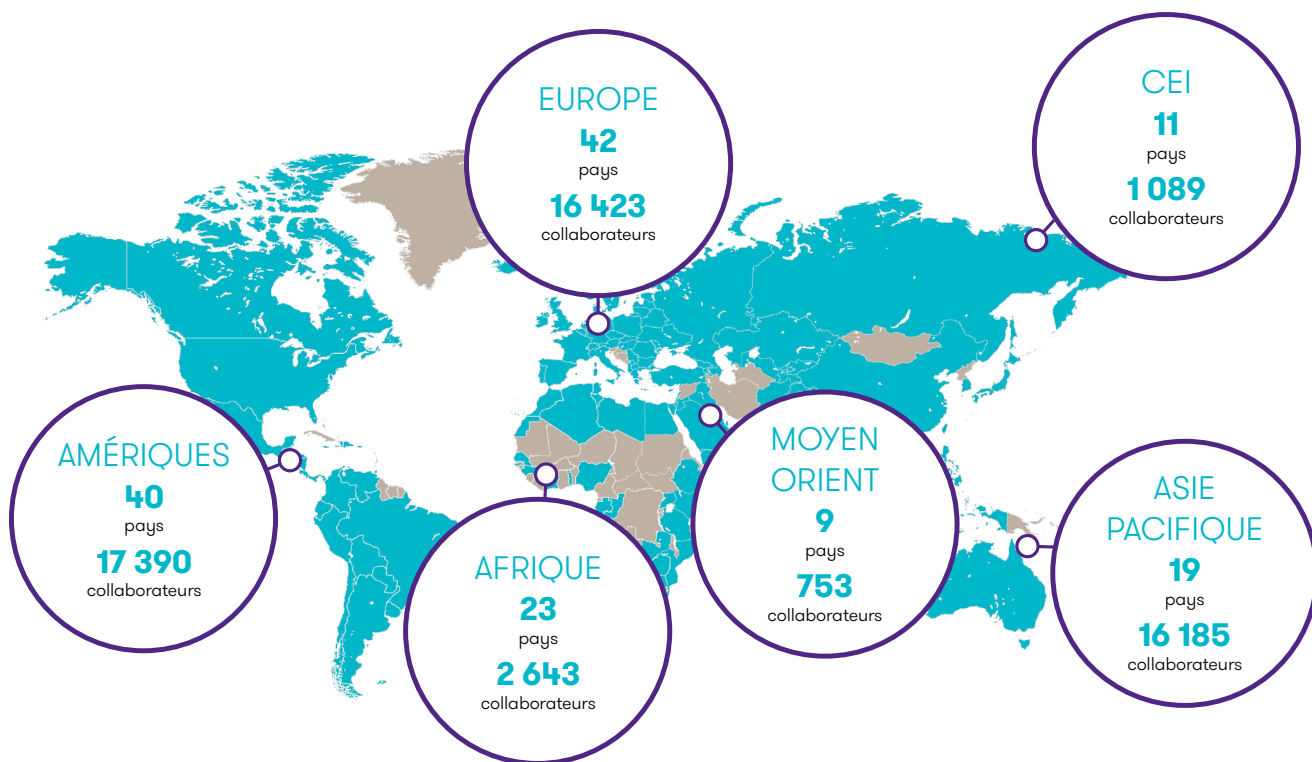 EUROPE
42
pays
16 423
collaborateurs
CEI
11
pays
1 089
collaborateurs
AMÉRIQUES
40
pays
17 390
collaborateurs
AFRIQUE
23
pays
2 643
collaborateurs
MOYEN
ORIENT
9
pays
753
collaborateurs
ASIE
PACIFIQUE
19
pays
16 185
collaborateurs